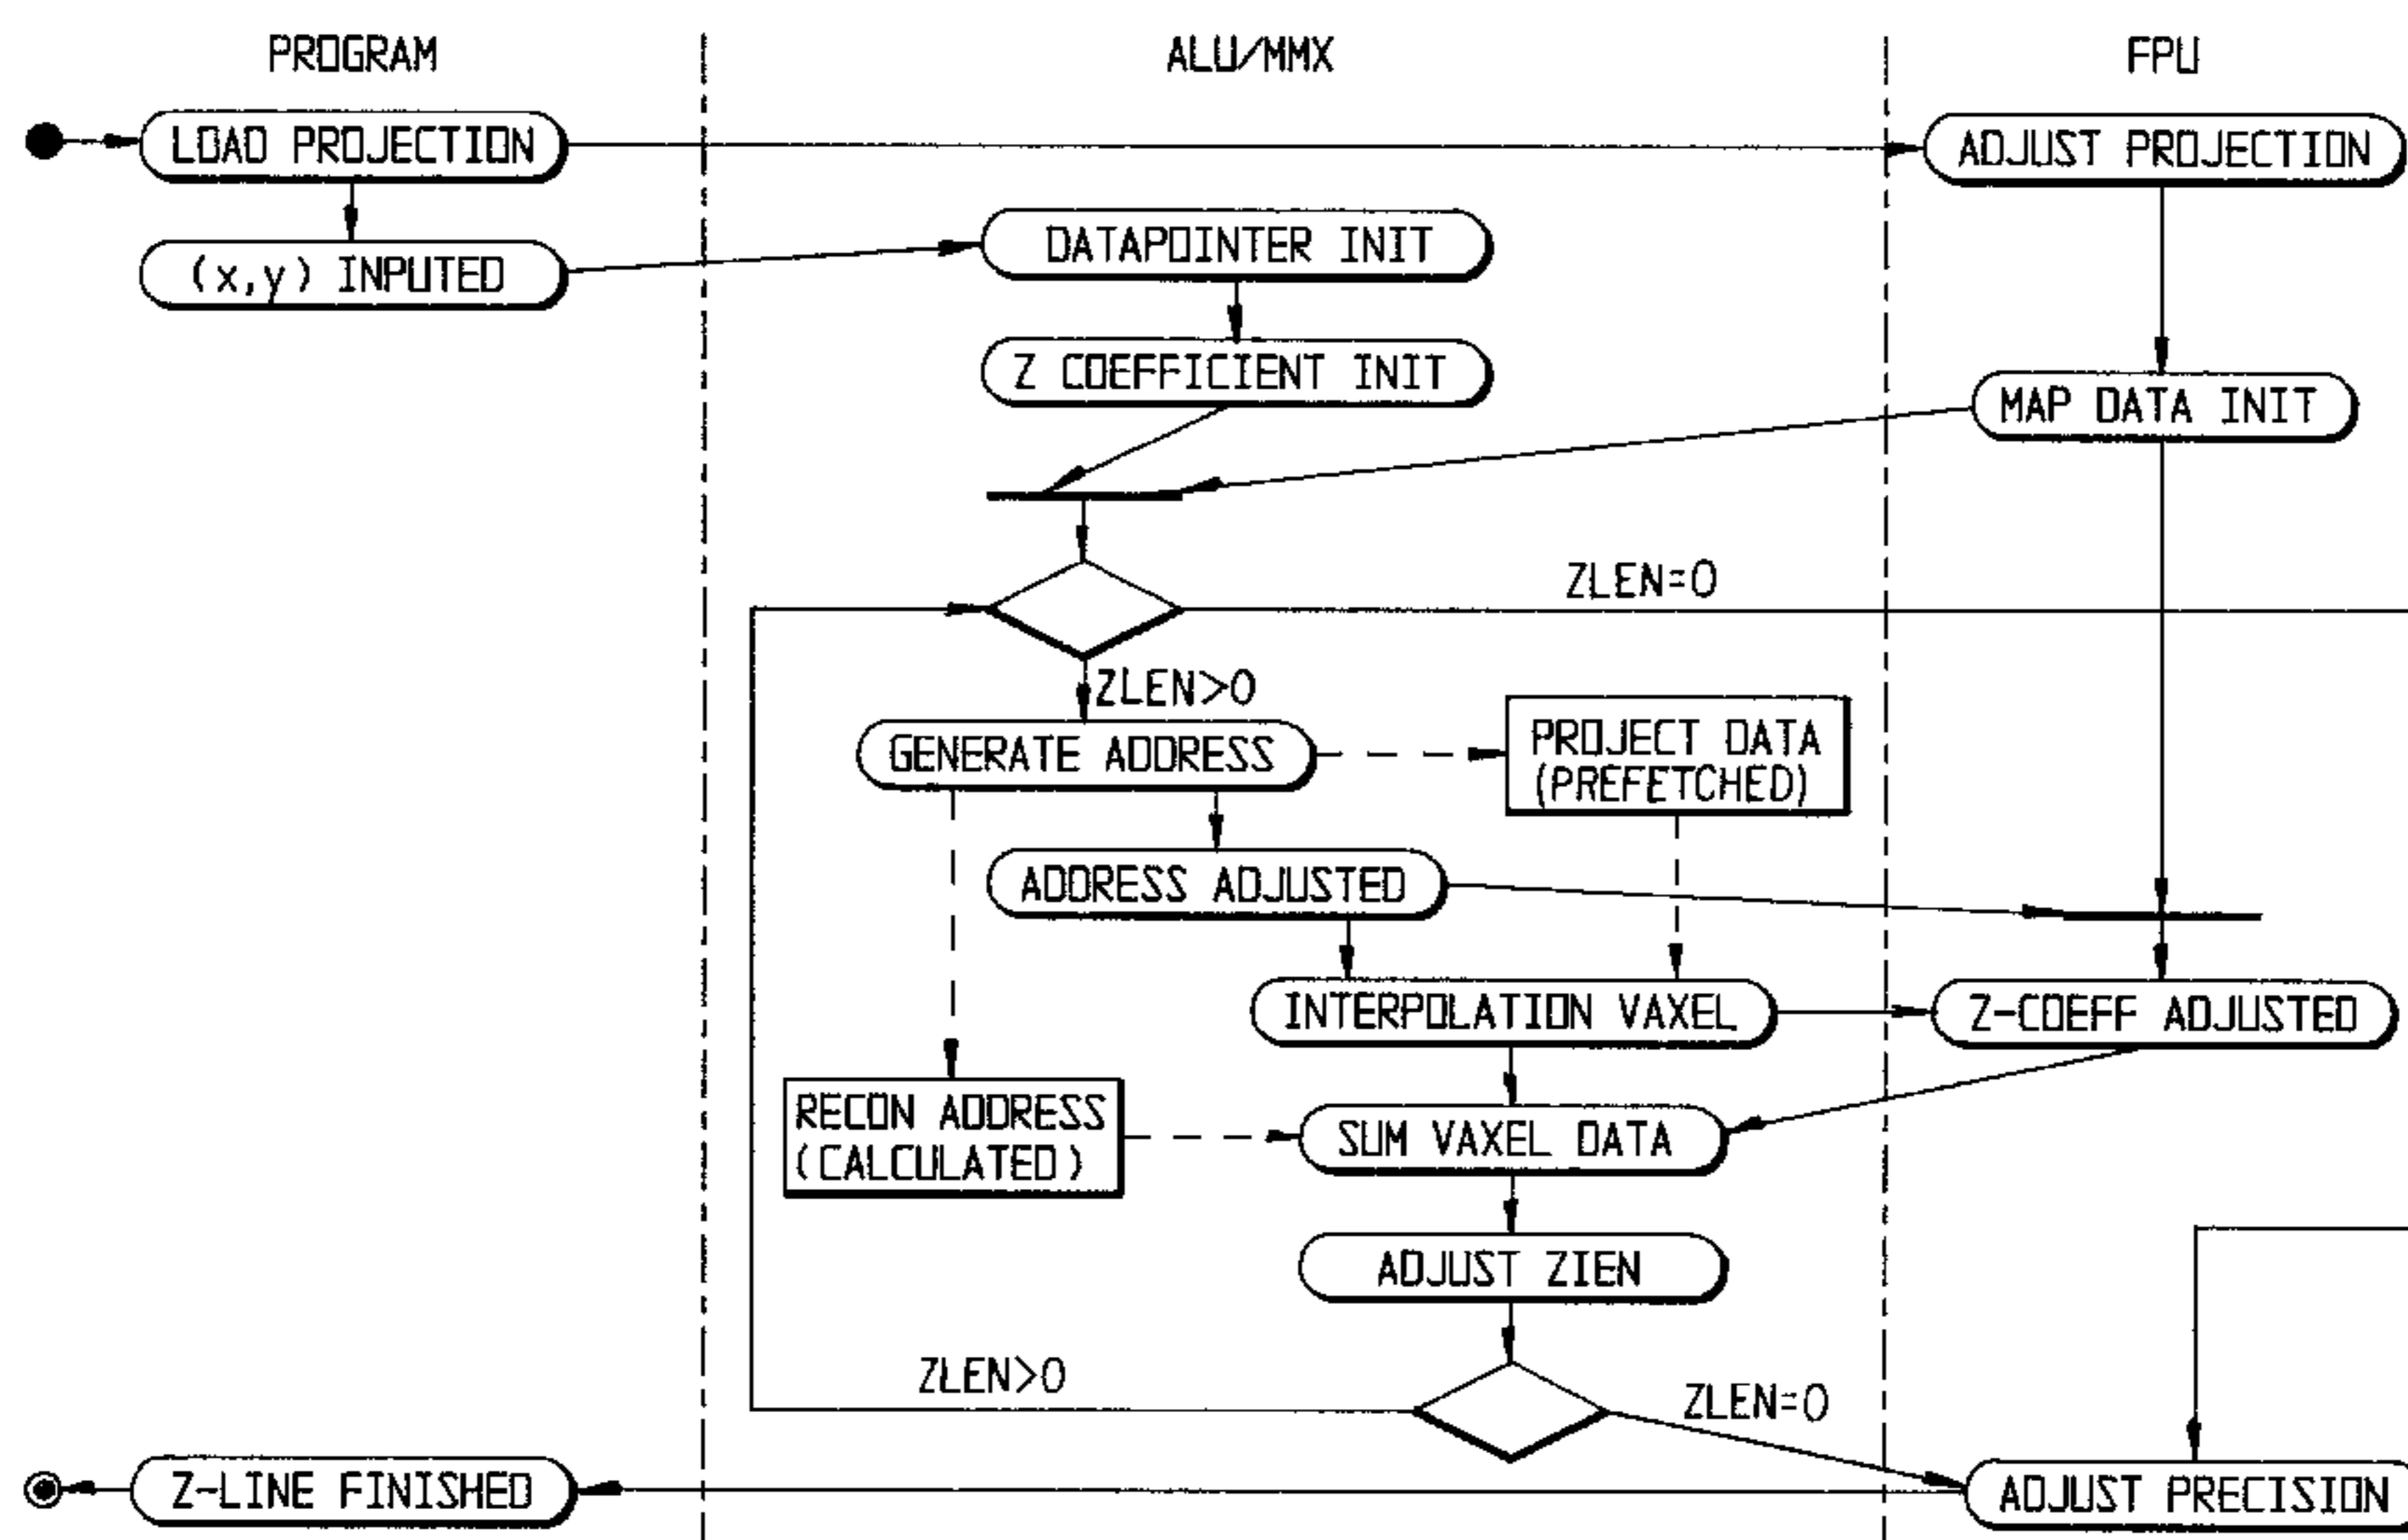 PROGRAM
ALU/MMX
FPU
LOAD PROJECTION
ADJUST PROJECTION
(x,y) INPUTED
DATAPOINTER INIT
Z COEFFICIENT INIT
MAP DATA INIT
ZLEN=0
ZLEN>0
GENERATE ADDRESS
PROJECT DATA
(PREFETCHED)
ADDRESS ADJUSTED
INTERPOLATION VAXEL
Z-COEFF ADJUSTED
RECON ADDRESS
(CALCULATED)
SUM VAXEL DATA
ADJUST ZIEN
ZLEN>0
ZLEN=0
Z-LINE FINISHED
ADJUST PRECISION